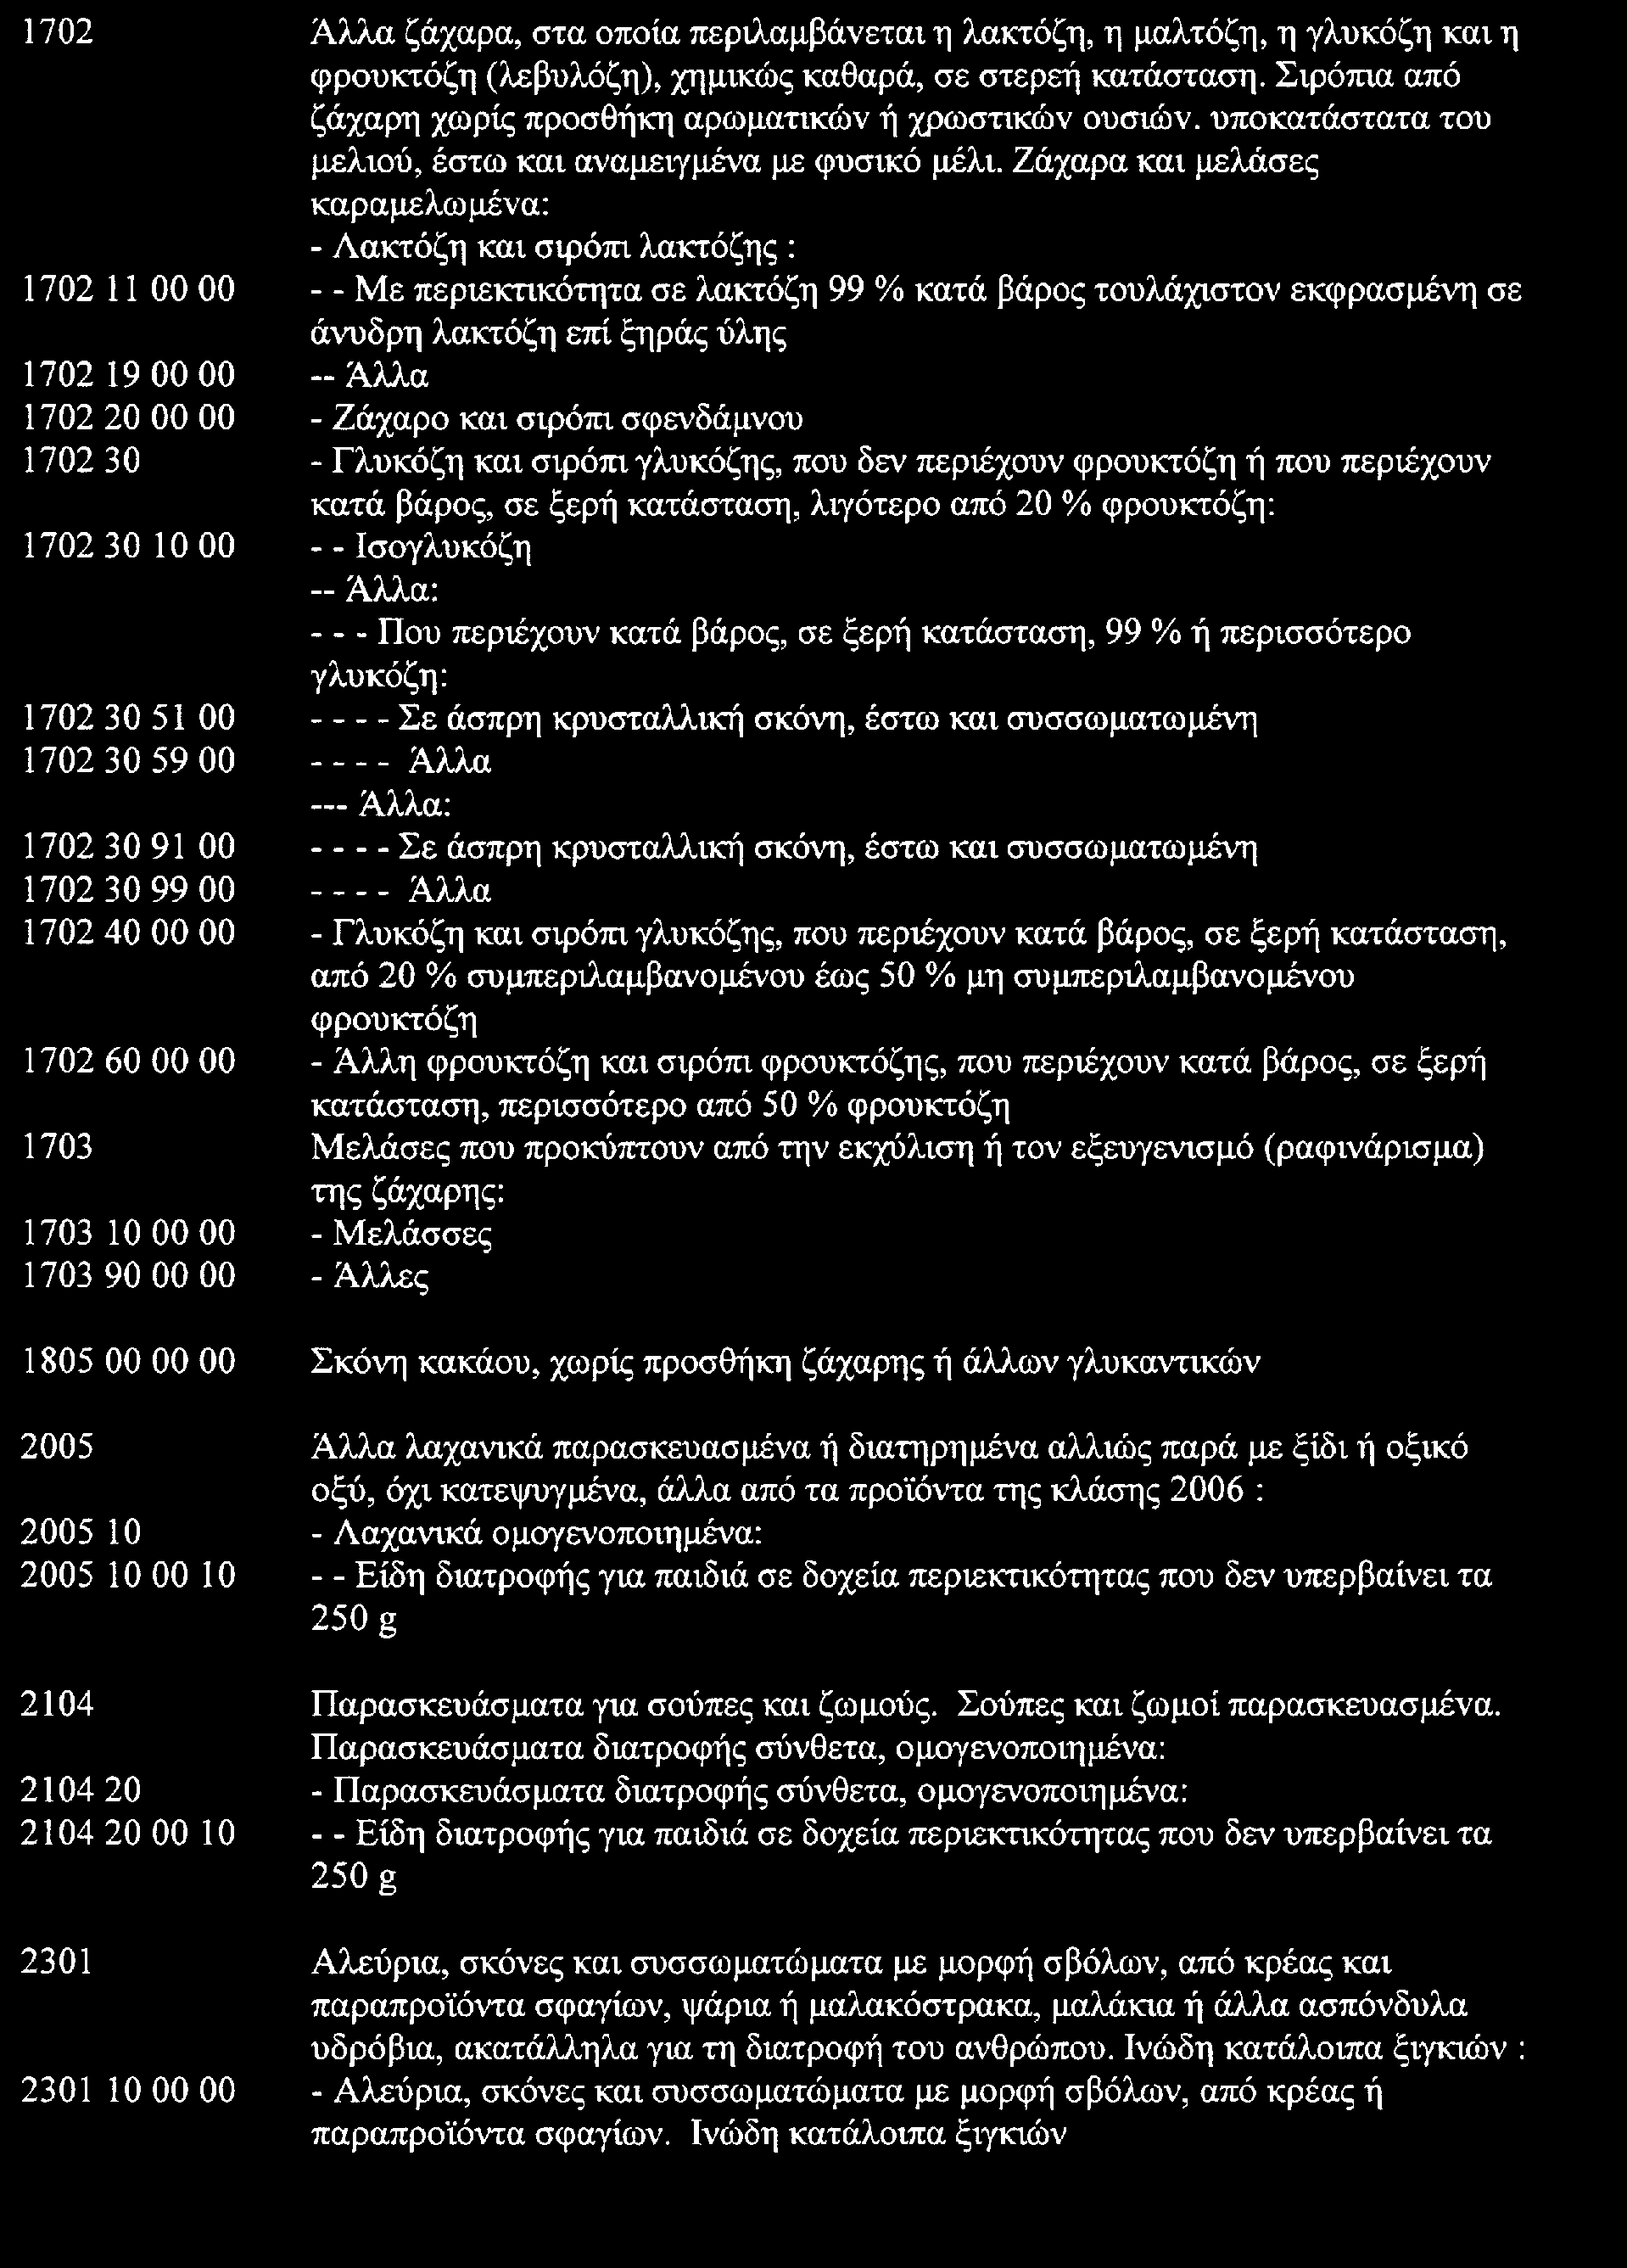 1702 Άλλα ζάχαρα, στα οποία περιλαμβάνεται η λακτόζη, η μαλτόζη, η γλυκόζη και η
φρουκτόζη (λεβυλόζη), χημικώς καθαρά, σε στερεή κατάσταση. Σιρόπια από
ζάχαρη χωρίς προσθήκη αρωματικών ή χρωστικών ουσιών. υποκατάστατα του
μελιού, έστω και αναμειγμένα με φυσικό μέλι. Ζάχαρα και μελάσες
καραμελωμένα:
- Λακτόζη και σιρόπι λακτόζης :
1702 11 00 00 - - Με περιεκτικότητα σε λακτόζη 99 % κατά βάρος τουλάχιστον εκφρασμένη σε
άνυδρη λακτόζη επί ξηράς ύλης
1702 19 00 00 -- Άλλα
1702 20 00 00 - Ζάχαρο και σιρόπι σφενδάμνου
1702 30 - Γλυκόζη και σιρόπι γλυκόζης, που δεν περιέχουν φρουκτόζη ή που περιέχουν
κατά βάρος, σε ξερή κατάσταση, λιγότερο από 20 % φρουκτόζη:
1702 30 10 00 - - Ισογλυκόζη
-- Άλλα:
- - - Που περιέχουν κατά βάρος, σε ξερή κατάσταση, 99 % ή περισσότερο
γλυκόζη:
1702 30 51 00 - - - - Σε άσπρη κρυσταλλική σκόνη, έστω και συσσωματωμένη
1702 30 59 00 - - - - Άλλα
--- Άλλα:
1702 30 91 00 - - - - Σε άσπρη κρυσταλλική σκόνη, έστω και συσσωματωμένη
1702 30 99 00 - - - - Άλλα
1702 40 00 00 - Γλυκόζη και σιρόπι γλυκόζης, που περιέχουν κατά βάρος, σε ξερή κατάσταση,
από 20 % συμπεριλαμβανομένου έως 50 % μη συμπεριλαμβανομένου
φρουκτόζη
1702 60 00 00 - Άλλη φρουκτόζη και σιρόπι φρουκτόζης, που περιέχουν κατά βάρος, σε ξερή
κατάσταση, περισσότερο από 50 % φρουκτόζη
1703 Μελάσες που προκύπτουν από την εκχύλιση ή τον εξευγενισμό (ραφινάρισμα)
της ζάχαρης:
1703 10 00 00 - Μελάσσες
1703 90 00 00 - Άλλες
1805 00 00 00 Σκόνη κακάου, χωρίς προσθήκη ζάχαρης ή άλλων γλυκαντικών
2005 Άλλα λαχανικά παρασκευασμένα ή διατηρημένα αλλιώς παρά με ξίδι ή οξικό
οξύ, όχι κατεψυγμένα, άλλα από τα προϊόντα της κλάσης 2006 :
2005 10 - Λαχανικά ομογενοποιημένα:
2005 10 00 10 - - Είδη διατροφής για παιδιά σε δοχεία περιεκτικότητας που δεν υπερβαίνει τα
250 g
2104 Παρασκευάσματα για σούπες και ζωμούς. Σούπες και ζωμοί παρασκευασμένα.
Παρασκευάσματα διατροφής σύνθετα, ομογενοποιημένα:
2104 20 - Παρασκευάσματα διατροφής σύνθετα, ομογενοποιημένα:
2104 20 00 10 - - Είδη διατροφής για παιδιά σε δοχεία περιεκτικότητας που δεν υπερβαίνει τα
250 g
2301 Αλεύρια, σκόνες και συσσωματώματα με μορφή σβόλων, από κρέας και
παραπροϊόντα σφαγίων, ψάρια ή μαλακόστρακα, μαλάκια ή άλλα ασπόνδυλα
υδρόβια, ακατάλληλα για τη διατροφή του ανθρώπου. Ινώδη κατάλοιπα ξιγκιών :
2301 10 00 00 - Αλεύρια, σκόνες και συσσωματώματα με μορφή σβόλων, από κρέας ή
παραπροϊόντα σφαγίων. Ινώδη κατάλοιπα ξιγκιών